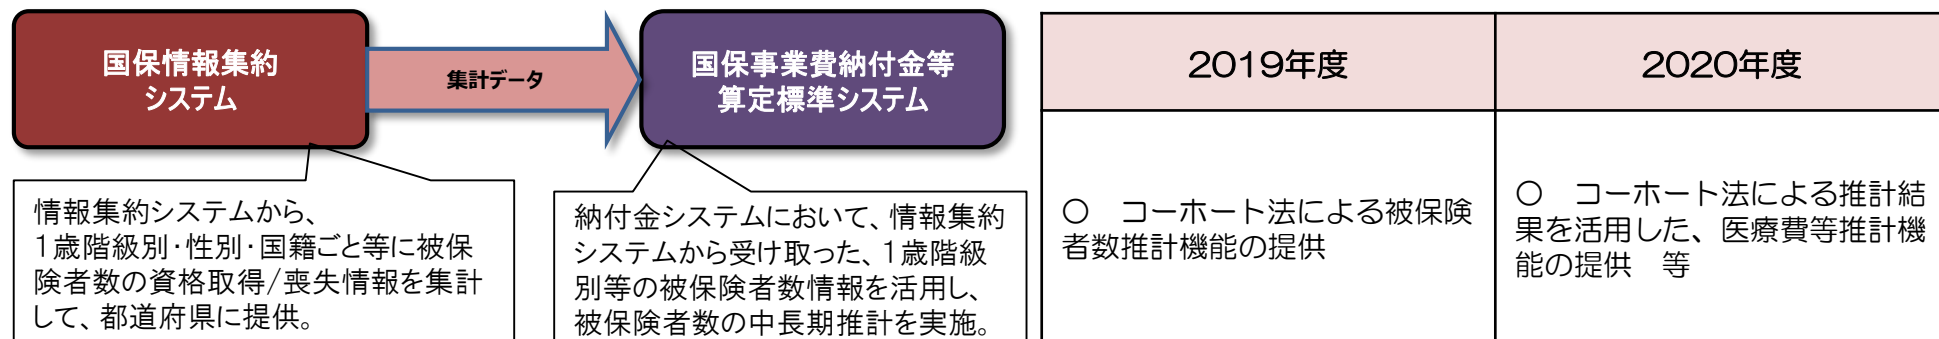 国保情報集約
システム
集計データ
国保事業費納付金等
算定標準システム
情報集約システムから、
１歳階級別・性別・国籍ごと等に被保
険者数の資格取得/喪失情報を集計
して、都道府県に提供。
納付金システムにおいて、情報集約
システムから受け取った、１歳階級
別等の被保険者数情報を活用し、
被保険者数の中長期推計を実施。
2019年度
2020年度
○　コーホート法による被保険
者数推計機能の提供
○　コーホート法による推計結
果を活用した、医療費等推計機
能の提供　等